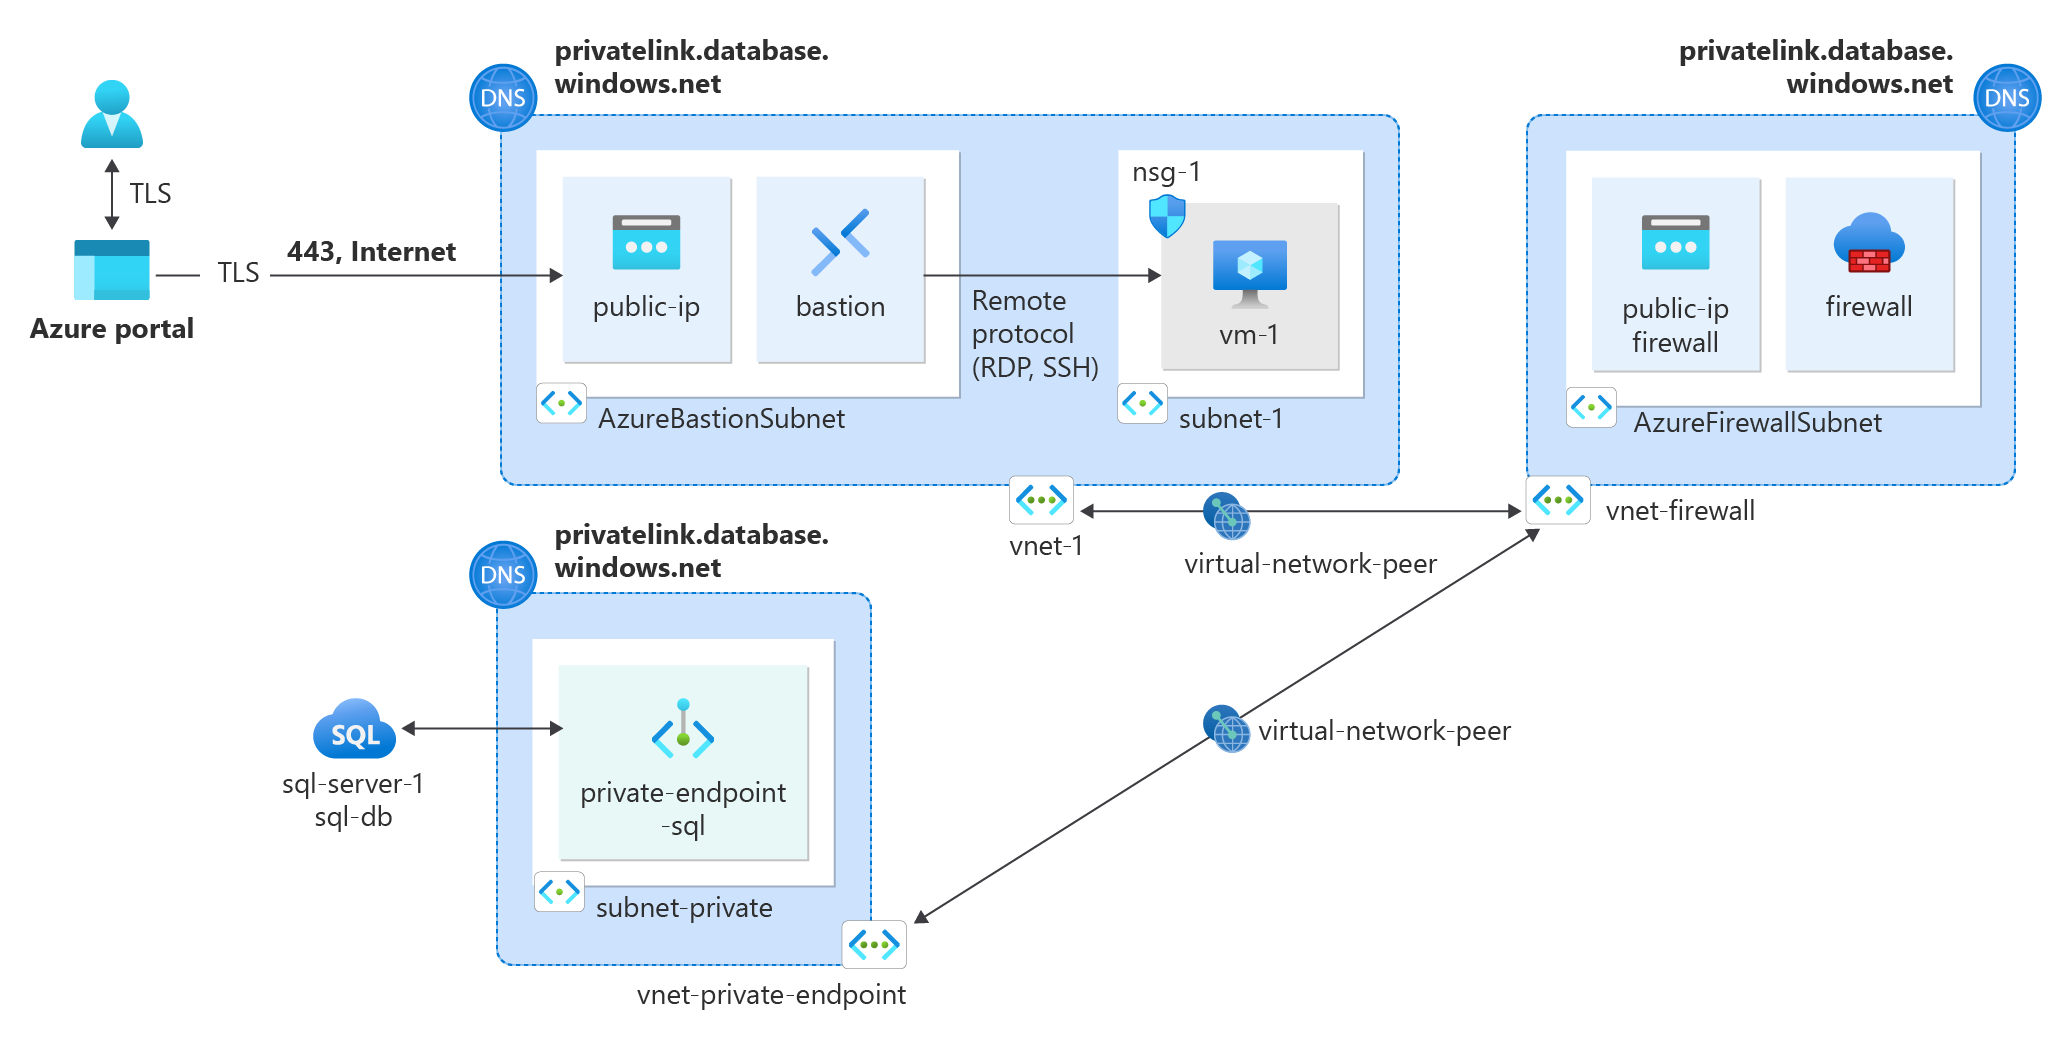 privatelink.database.
windows.net
DNS
privatelink.database.
windows.net
DNS
TLS
Azure portal
TLS
443, Internet
public-ip
bastion
AzureBastionSubnet
Remote
protocol
(RDP, SSH)
nsg-1
vm-1
subnet-1
public-ip
firewall
firewall
AzureFirewallSubnet
vnet-1
virtual-network-peer
vnet-firewall
privatelink.database.
windows.net
DNS
SQL
sql-server-1
sql-db
private-endpoint
-sql
subnet-private
vnet-private-endpoint
virtual-network-peer